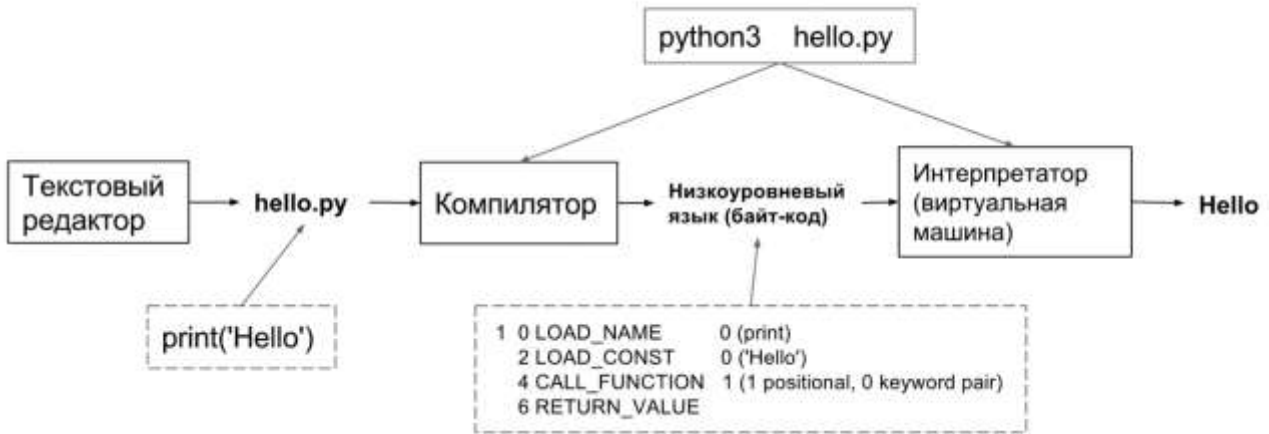 python3 hello.py
Текстовый
редактор
hello.py
Компилятор
Низкоуровневый
язык (байт-код)
Интерпретатор
(виртуальная
машина)
Hello
print('Hello')
1 0 LOAD_NAME 0 (print)
2 LOAD_CONST 0 ('Hello')
4 CALL_FUNCTION 1 (1 positional, 0 keyword pair)
6 RETURN_VALUE